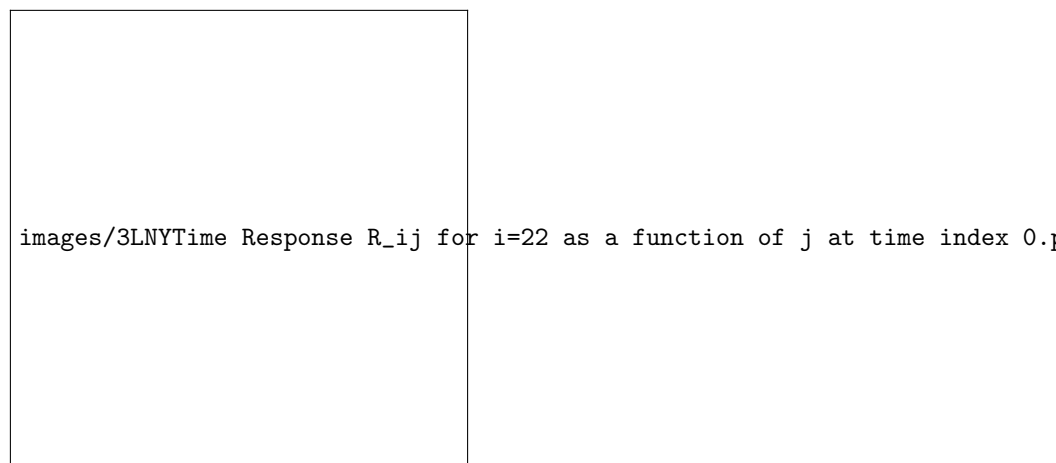 images/3LNYTime Response R_ij for i=22 as a function of j at time index 0.p